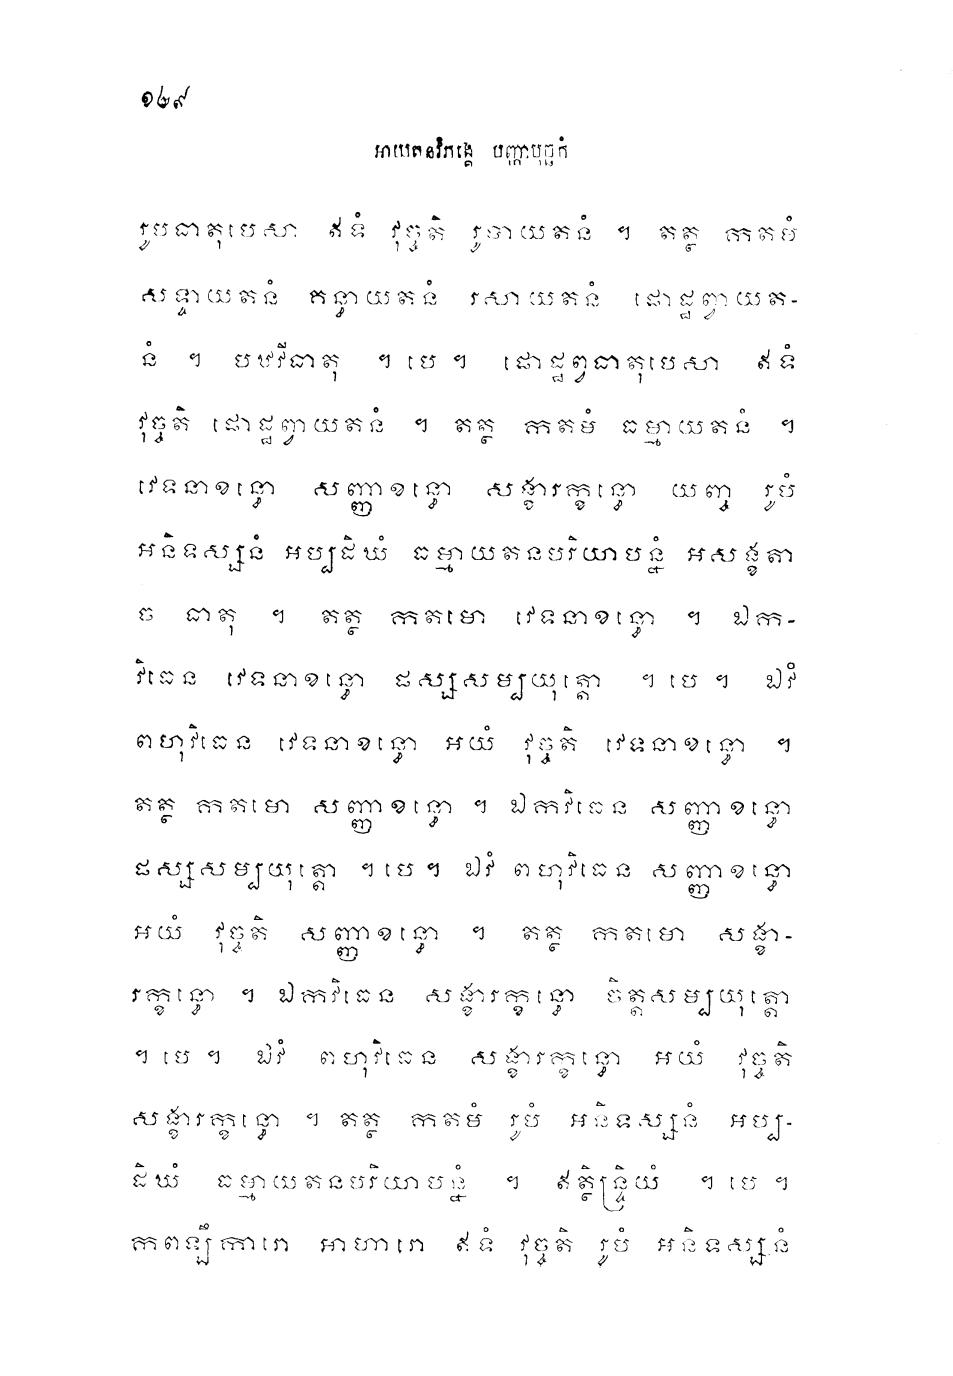 ១២៩
អាយតនវិភង្គេ បញ្ហាបុច្ឆកំ
រូបធាតុបេសា ឥទំ វុច្ចតិ រូបាយតនំ ។ តត្ថ កតមំ
សទ្ទាយតនំ គន្ធាយតនំ រសាយតនំ ផោដ្ឋព្វាយត-
នំ ។ បឋវីធាតុ ។ បេ ។ ផោដ្ឋព្វធាតុបេសា ឥទំ
វុច្ចតិ ផោដ្ឋព្វាយតនំ ។ តត្ថ កតមំ ធម្មាយតនំ ។
វេទនាខន្ធោ សញ្ញាខន្ធោ សង្ខារក្ខន្ធោ យញ្ច រូបំ
អនិទស្សនំ អប្បដិឃំ ធម្មាយតនបរិយាបន្នំ អសង្ខតា
ច ធាតុ ។ តត្ថ កតមោ វេទនាខន្ធោ ។ ឯក-
វិធេន វេទនាខន្ធោ ផស្សសម្បយុត្តោ ។ បេ ។ ឯវំ
ពហុវិធេន វេទនាខន្ធោ អយំ វុច្ចតិ វេទនាខន្ធោ ។
តត្ថ កតមោ សញ្ញាខន្ធោ ។ ឯកវិធេន សញ្ញាខន្ធោ
ផស្សសម្បយុត្តោ ។ បេ ។ ឯវំ ពហុវិធេន សញ្ញាខន្ធោ
អយំ វុច្ចតិ សញ្ញាខន្ធោ ។ តត្ថ កតមោ សង្ខា-
រក្ខន្ធោ ។ ឯកវិធេន សង្ខារក្ខន្ធោ ចិត្តសម្បយុត្តោ
។ បេ ។ ឯវំ ពហុវិធេន សង្ខារក្ខន្ធោ អយំ វុច្ចតិ
សង្ខារក្ខន្ធោ ។ តត្ថ កតមំ រូបំ អនិទស្សនំ អប្ប-
ដិឃំ ធម្មាយតនបរិយាបន្នំ ។ ឥត្ថិន្ទ្រិយំ ។ បេ ។
កពឡឹការោ អាហារោ ឥទំ វុច្ចតិ រូបំ អនិទស្សនំ